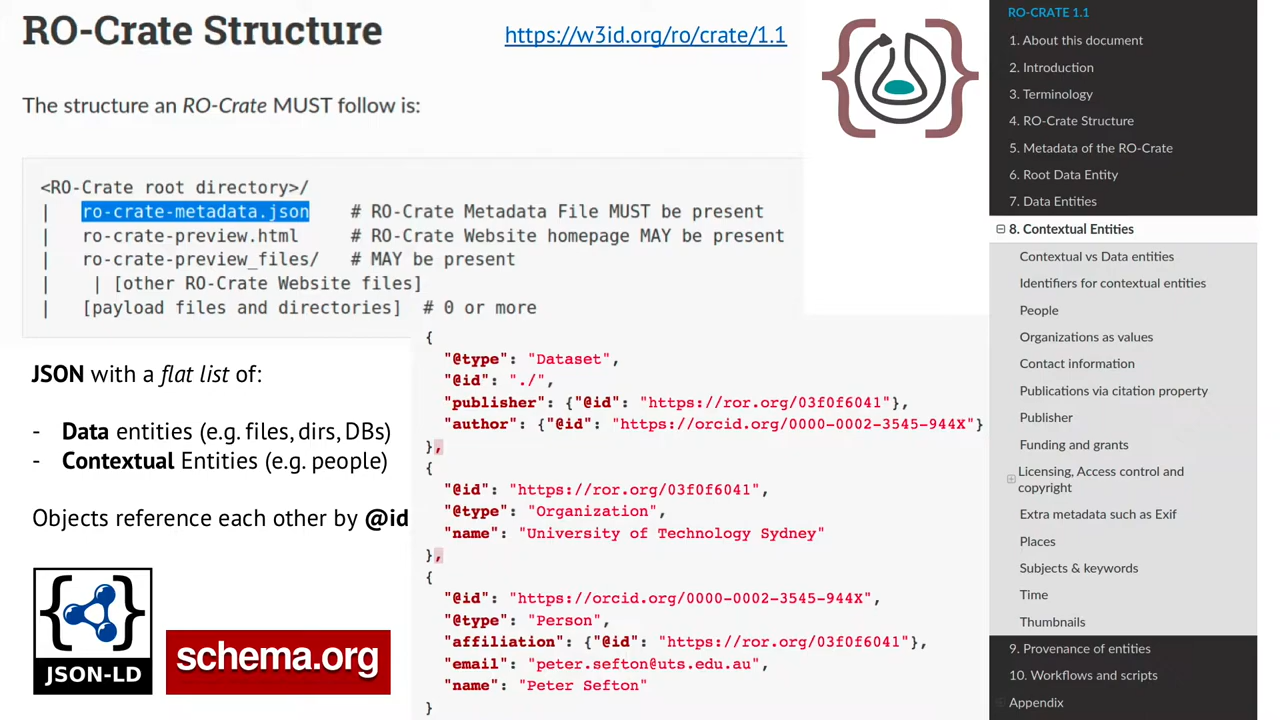 RO-Crate Structure
https://w3id.org/ro/crate/1.1
The structure an RO-Crate MUST follow is:
<RO-Crate root directory>/
|   ro-crate-metadata.json    # RO-Crate Metadata File MUST be present
|   ro-crate-preview.html     # RO-Crate Website homepage MAY be present
|   ro-crate-preview_files/   # MAY be present
|    | [other RO-Crate Website files]
|   [payload files and directories]  # 0 or more
JSON with a flat list of:
- Data entities (e.g. files, dirs, DBs)
- Contextual Entities (e.g. people)
Objects reference each other by @id
JSON-LD
schema.org
{
"@type": "Dataset",
"@id": "./",
"publisher": {"@id": "https://ror.org/03f0f6041"},
"author": {"@id": "https://orcid.org/0000-0002-3545-944X"}
},
{
"@id": "https://ror.org/03f0f6041",
"@type": "Organization",
"name": "University of Technology Sydney"
},
{
"@id": "https://orcid.org/0000-0002-3545-944X",
"@type": "Person",
"affiliation": {"@id": "https://ror.org/03f0f6041"},
"email": "peter.sefton@uts.edu.au",
"name": "Peter Sefton"
}
RO-CRATE 1.1
1. About this document
2. Introduction
3. Terminology
4. RO-Crate Structure
5. Metadata of the RO-Crate
6. Root Data Entity
7. Data Entities
8. Contextual Entities
Contextual vs Data entities
Identifiers for contextual entities
People
Organizations as values
Contact information
Publications via citation property
Publisher
Funding and grants
Licensing, Access control and
copyright
Extra metadata such as Exif
Places
Subjects & keywords
Time
Thumbnails
9. Provenance of entities
10. Workflows and scripts
Appendix